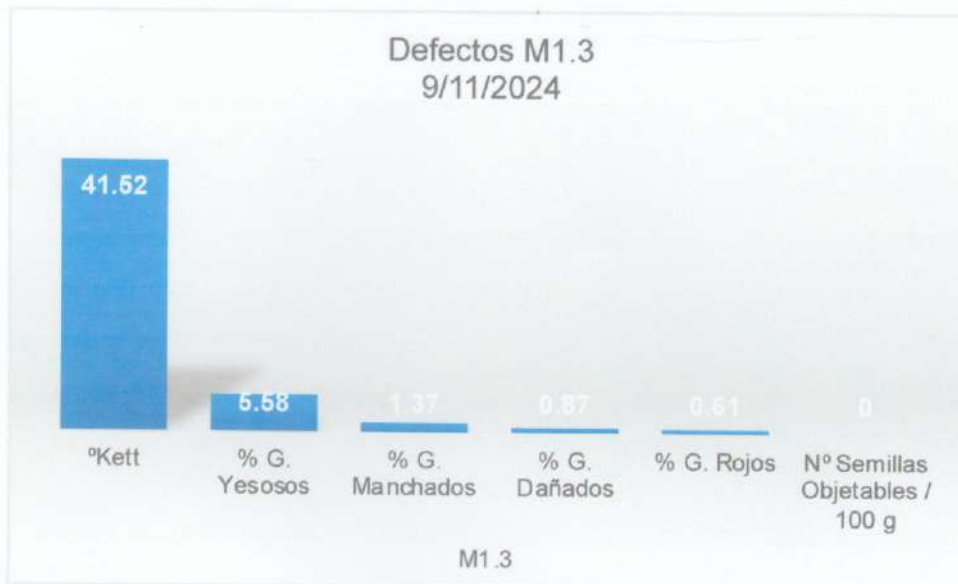 Defectos M1.3
9/11/2024
41.52
5.58
1.37
0.87
0.61
0
ºKett
% G.
Yesosos
% G.
Manchados
% G.
Dañados
% G. Rojos
Nº Semillas
Objetables /
100 g
M1.3